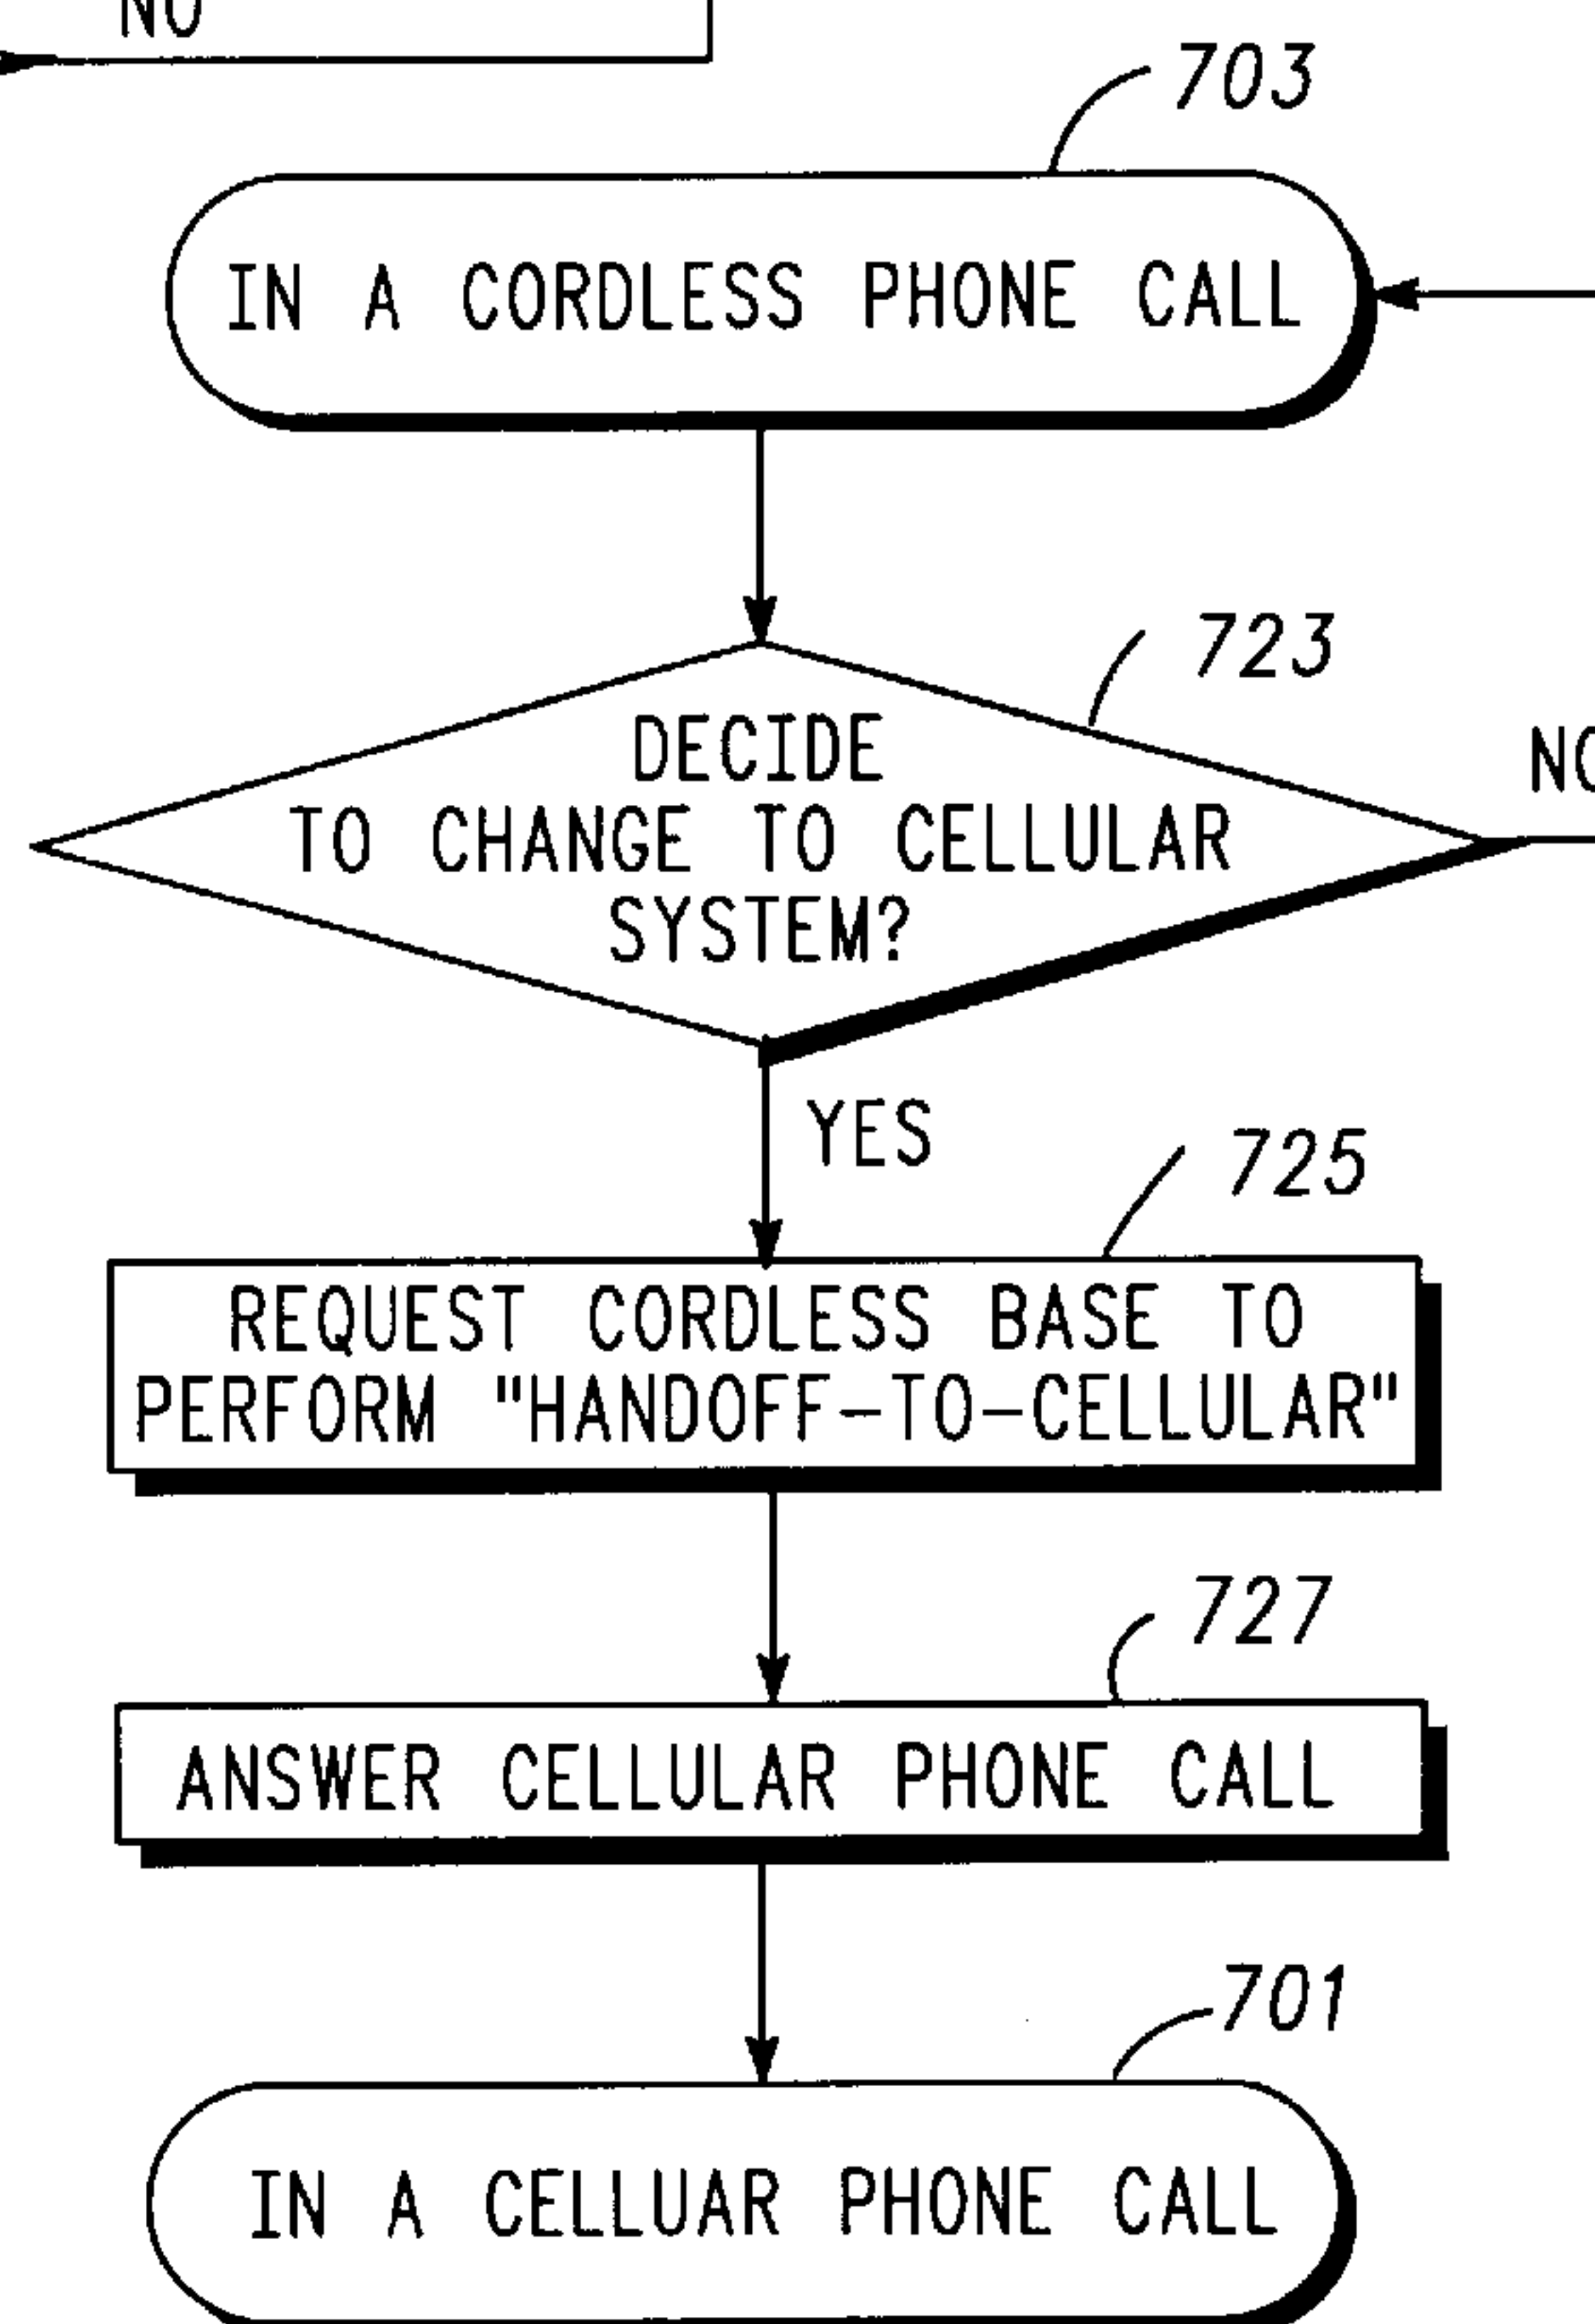 NO
703
IN A CORDLESS PHONE CALL
723
DECIDE
TO CHANGE TO CELLULAR
SYSTEM?
NO
YES
725
REQUEST CORDLESS BASE TO
PERFORM "HANDOFF-TO-CELLULAR"
727
ANSWER CELLULAR PHONE CALL
701
IN A CELLUAR PHONE CALL